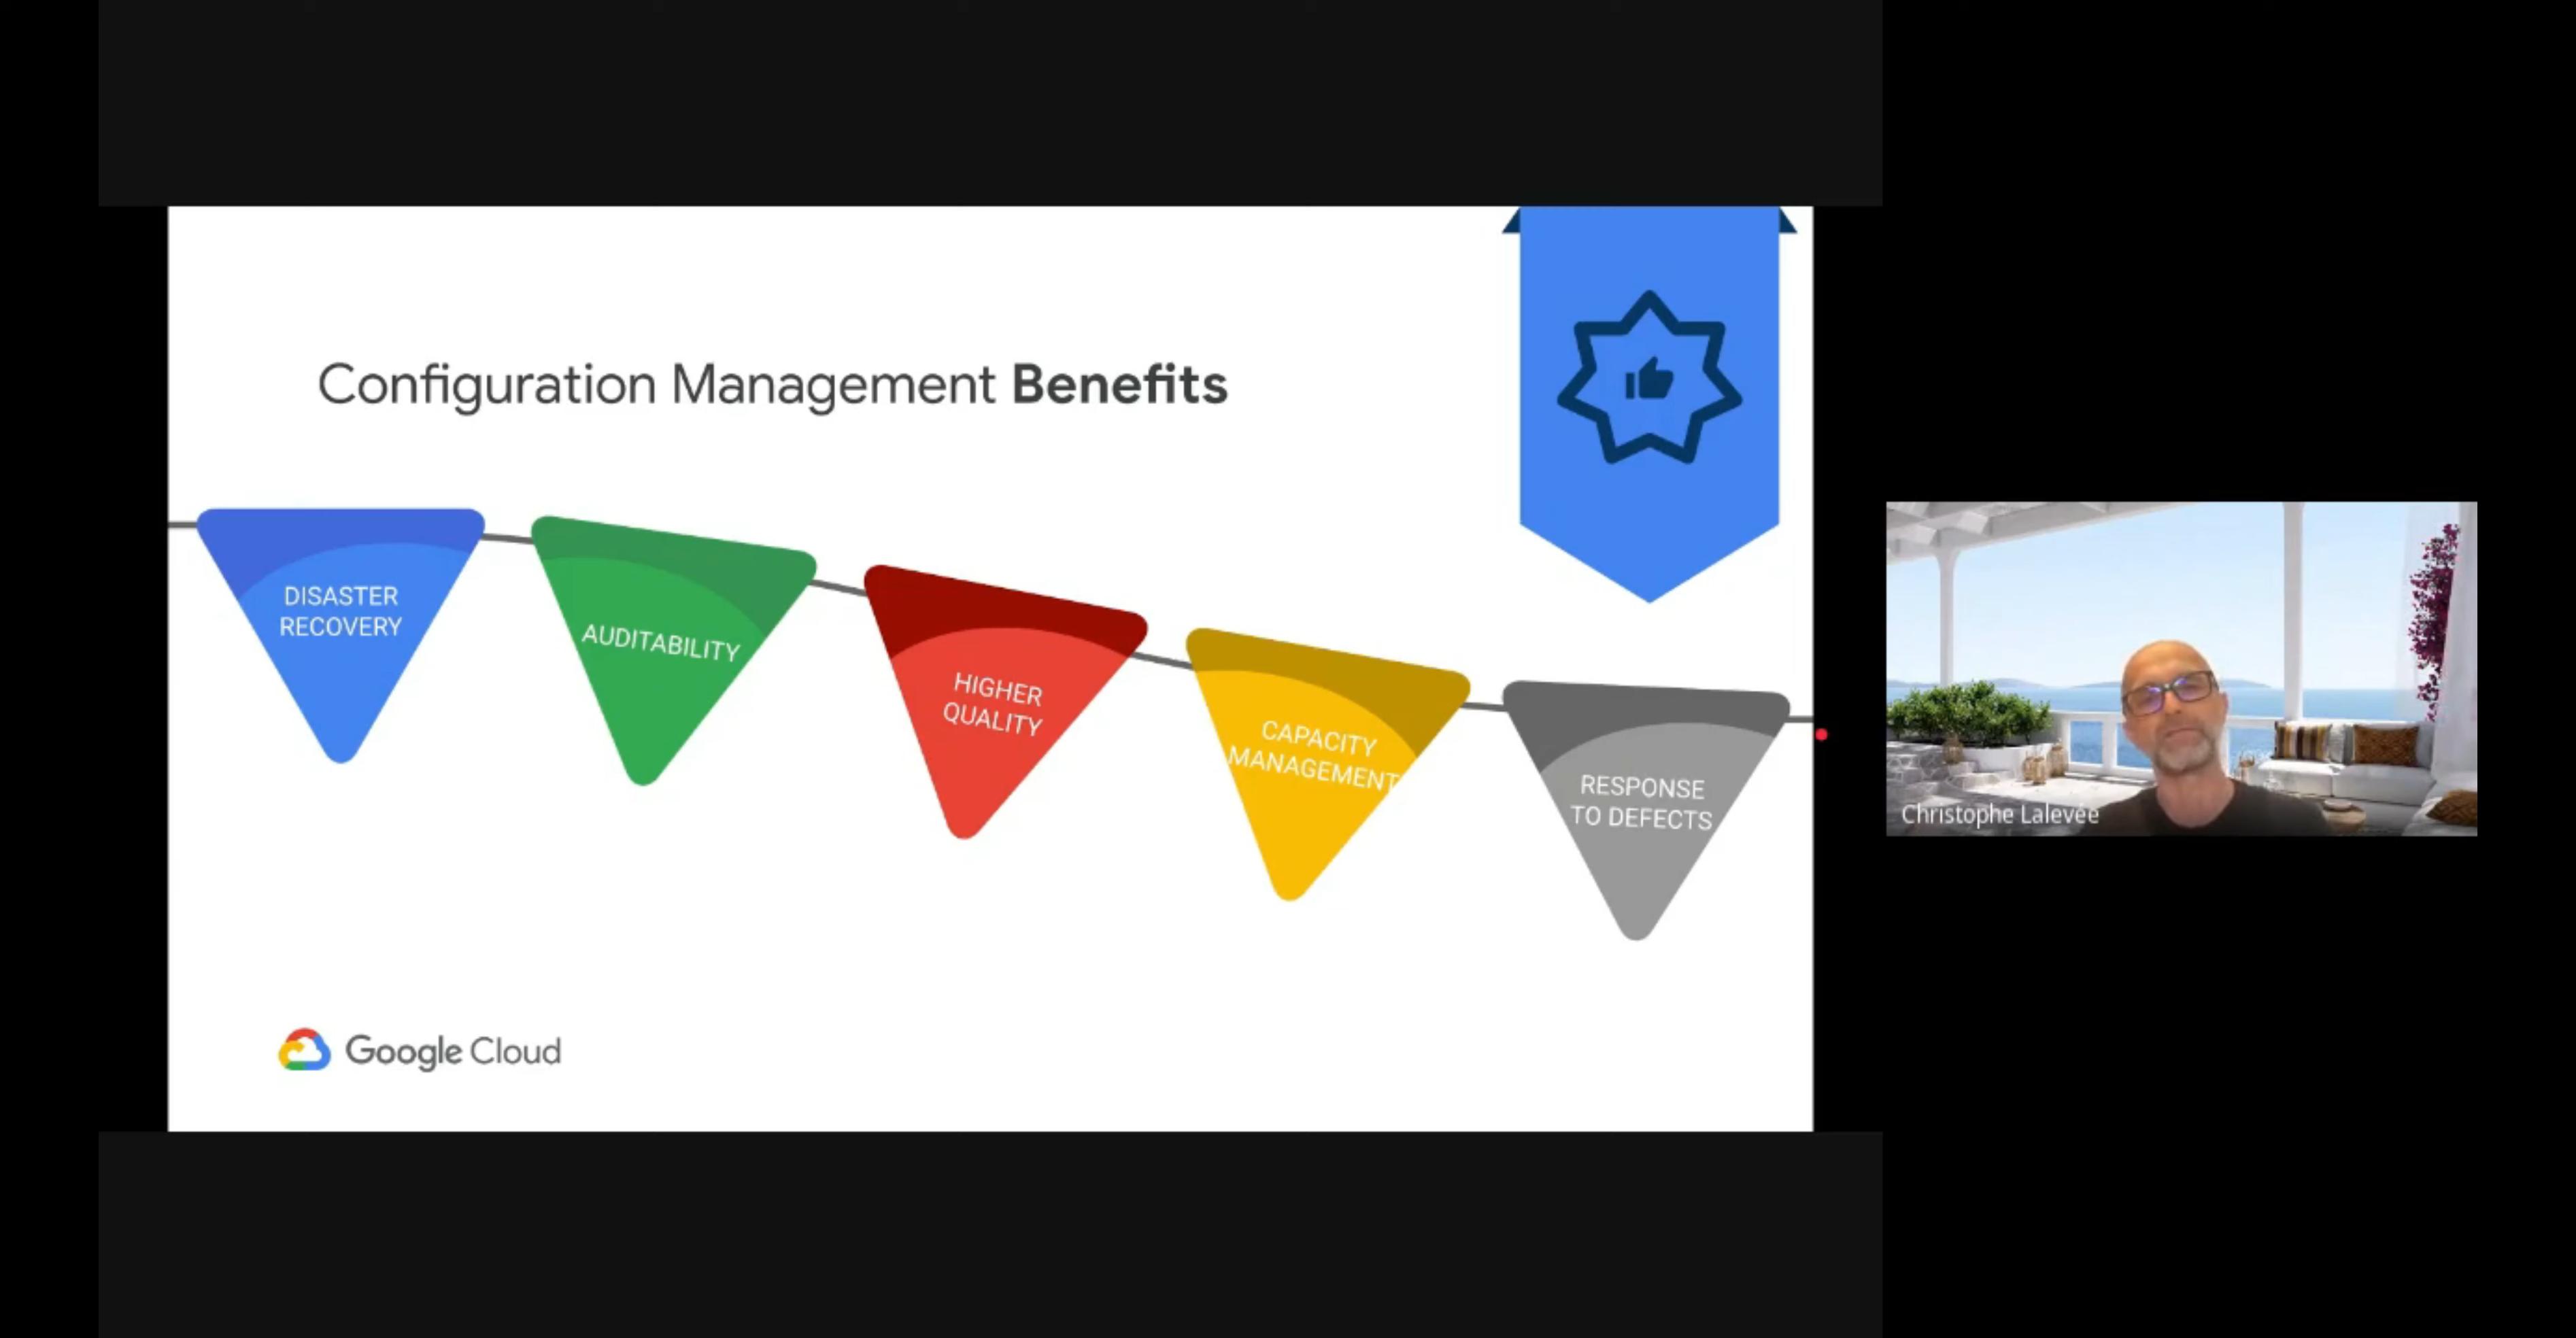 Configuration Management Benefits
DISASTER
RECOVERY
AUDITABILITY
HIGHER
QUALITY
CAPACITY
MANAGEMENT
RESPONSE
TO DEFECTS
Google Cloud
Christophe Lalevée